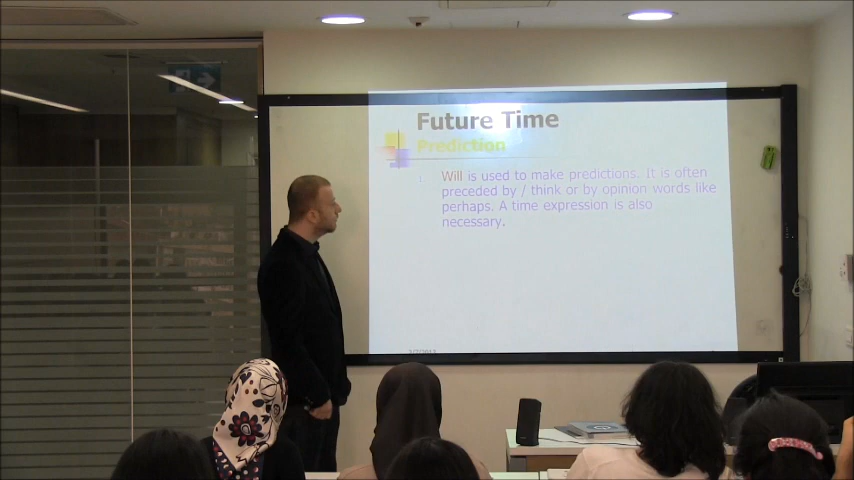 Future Time
Prediction
1. Will is used to make predictions. It is often
preceded by / think or by opinion words like
perhaps. A time expression is also
necessary.